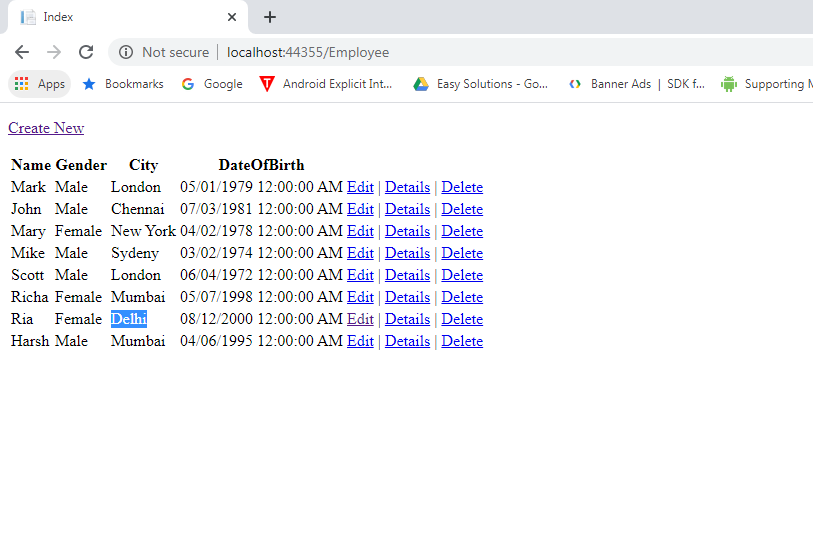 Index
Not secure | localhost:44355/Employee
Apps Bookmarks Google Android Explicit Int... Easy Solutions - Go... Banner Ads | SDK f... Supporting M
Create New
Name Gender City DateOfBirth
Mark Male London 05/01/1979 12:00:00 AM Edit | Details | Delete
John Male Chennai 07/03/1981 12:00:00 AM Edit | Details | Delete
Mary Female New York 04/02/1978 12:00:00 AM Edit | Details | Delete
Mike Male Sydeny 03/02/1974 12:00:00 AM Edit | Details | Delete
Scott Male London 06/04/1972 12:00:00 AM Edit | Details | Delete
Richa Female Mumbai 05/07/1998 12:00:00 AM Edit | Details | Delete
Ria Female Delhi 08/12/2000 12:00:00 AM Edit | Details | Delete
Harsh Male Mumbai 04/06/1995 12:00:00 AM Edit | Details | Delete